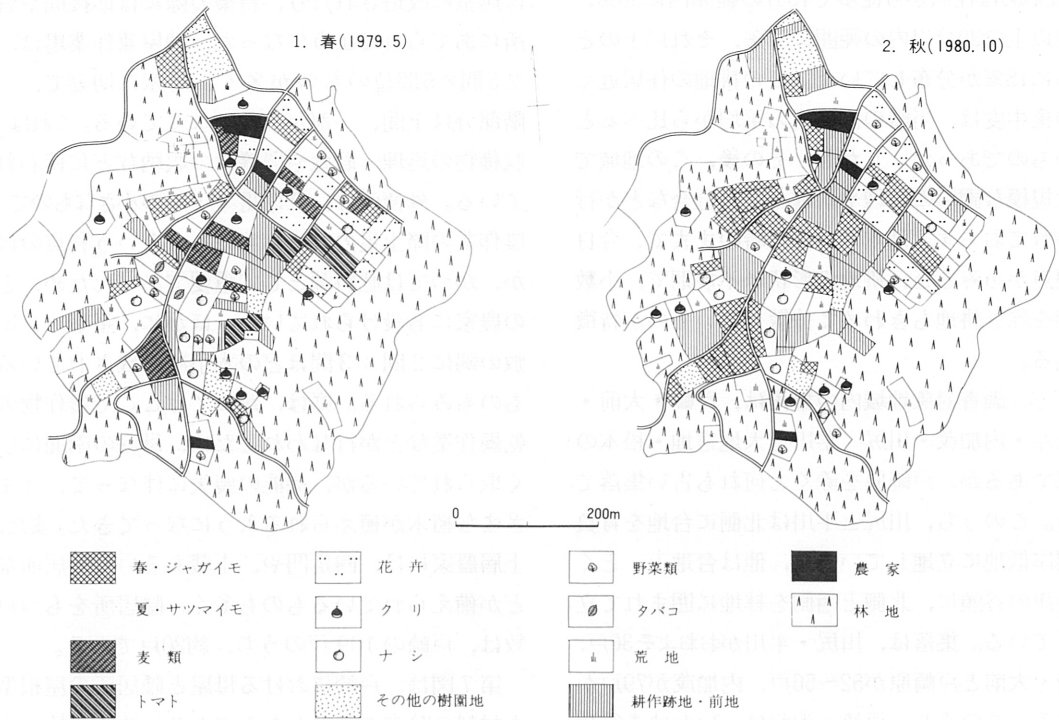 1. 春(1979.5)
2. 秋(1980.10)
0 200m
春・ジャガイモ
夏・サツマイモ
麦類
トマト
花卉
クリ
ナシ
その他の樹園地
野菜類
タバコ
荒地
耕作跡地・前地
農家
林地